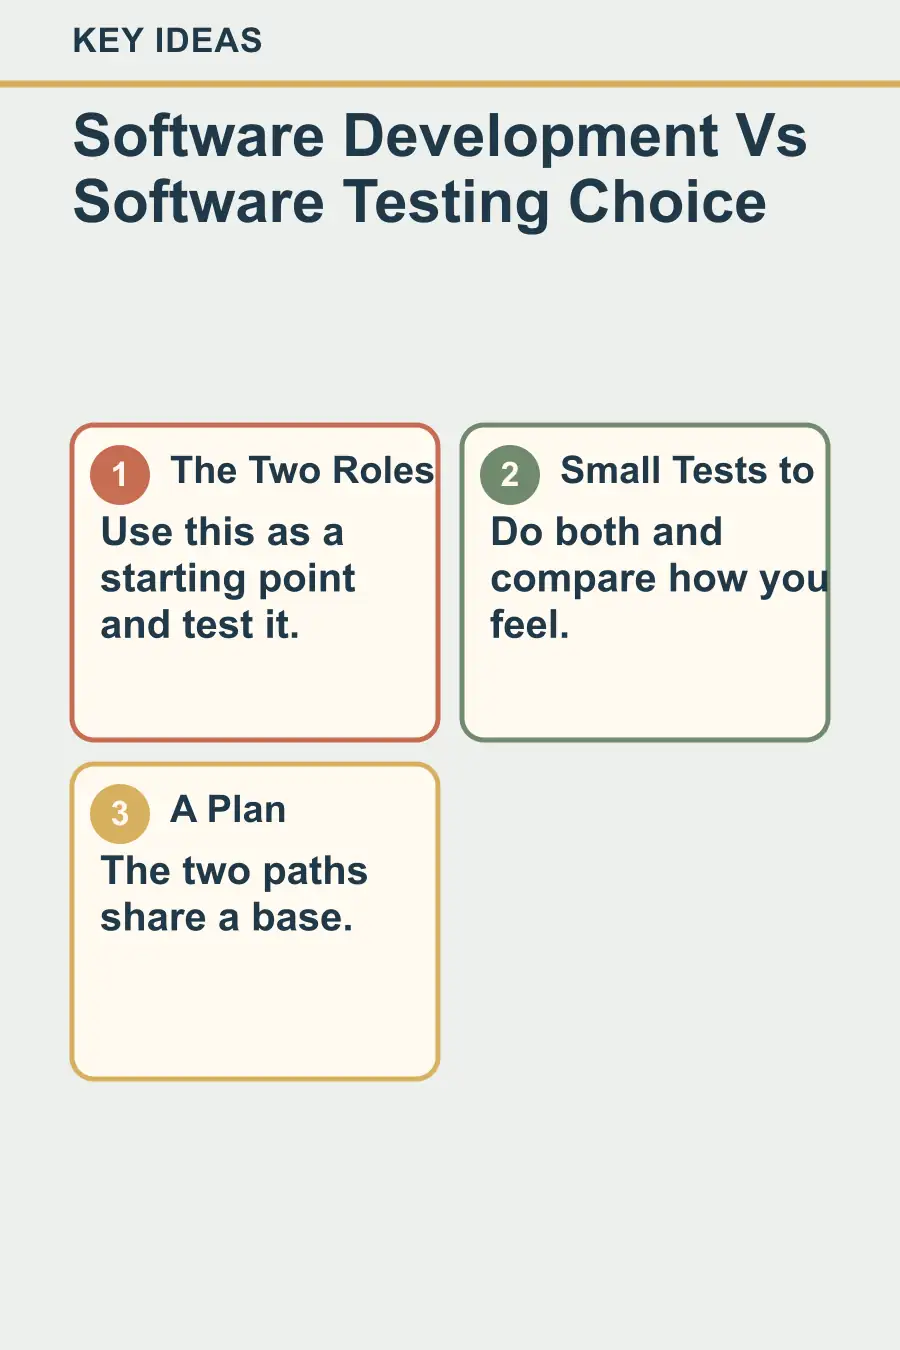 KEY IDEAS
Software Development Vs
Software Testing Choice
1 The Two Roles
Use this as a
starting point
and test it.
2 Small Tests to
Do both and
compare how you
feel.
3 A Plan
The two paths
share a base.